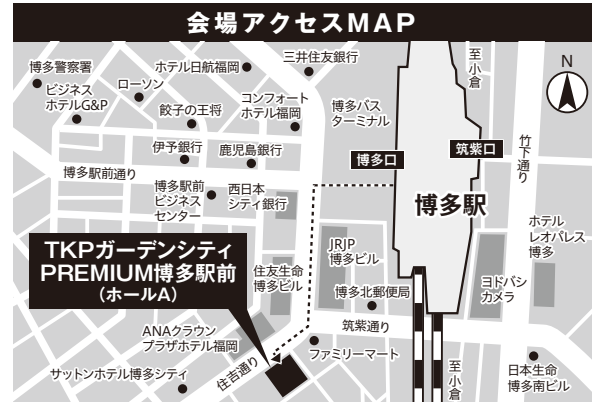 会場アクセスMAP
三井住友銀行
ホテル日航福岡
博多警察署
ローソン
ビジネス
ホテルG&P
餃子の王将
コンフォート
ホテル福岡
博多バス
ターミナル
至小倉
N
竹下通り
伊予銀行
鹿児島銀行
博多口
筑紫口
博多駅前通り
博多駅前
ビジネス
センター
西日本
シティ銀行
博多駅
TKPガーデンシティ
PREMIUM博多駅前
(ホールA)
住友生命
博多ビル
JRJP
博多ビル
ホテル
レオパレス
博多
ヨドバシ
カメラ
博多北郵便局
筑紫通り
ANAクラウン
プラザホテル福岡
ファミリーマート
住吉通り
サットンホテル博多シティ
至小倉
日本生命
博多南ビル